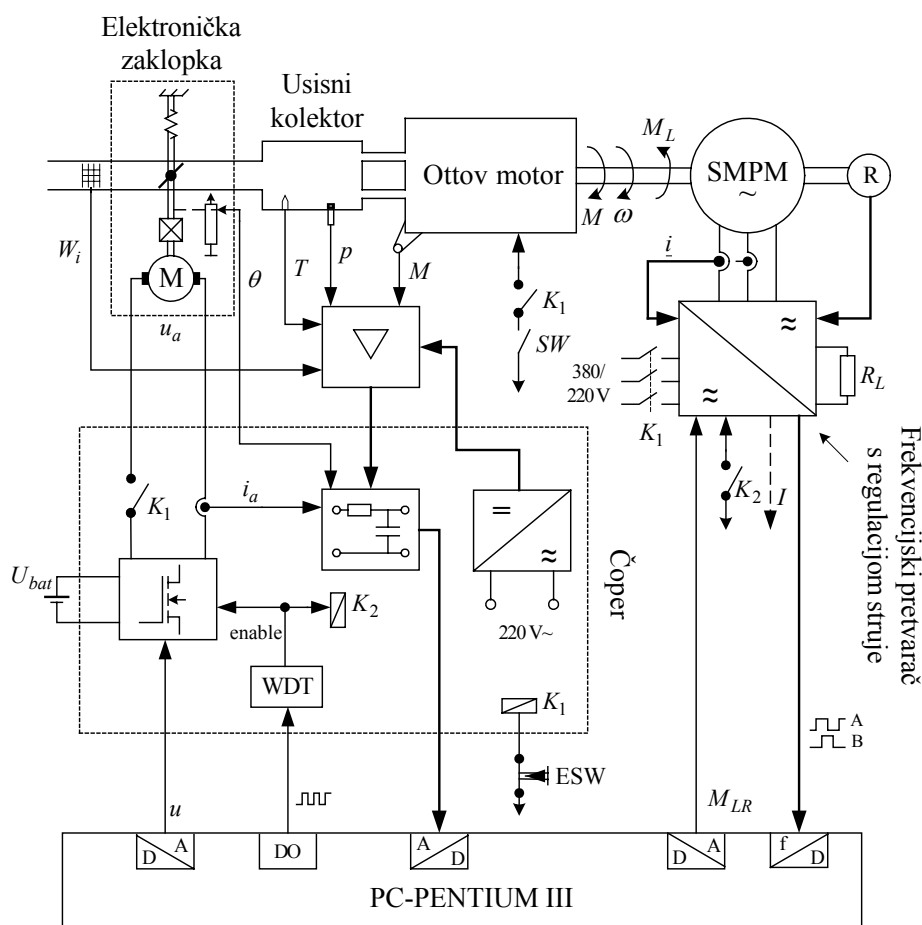 Elektronička
zaklopka
Usisni
kolektor
Ottov motor
M_L
M
ω
SMPM
~
R
W_i
T
p
M
θ
M
u_a
i
K_1
SW
380/
220 V
K_1
≈
≈
R_L
K_2
I
Frekvencijski pretvarač
s regulacijom struje
i_a
K_1
=
≈
220 V~
Čoper
U_bat
enable
K_2
WDT
K_1
ESW
A
B
u
M_LR
D
A
DO
A
D
D
A
f
D
PC-PENTIUM III